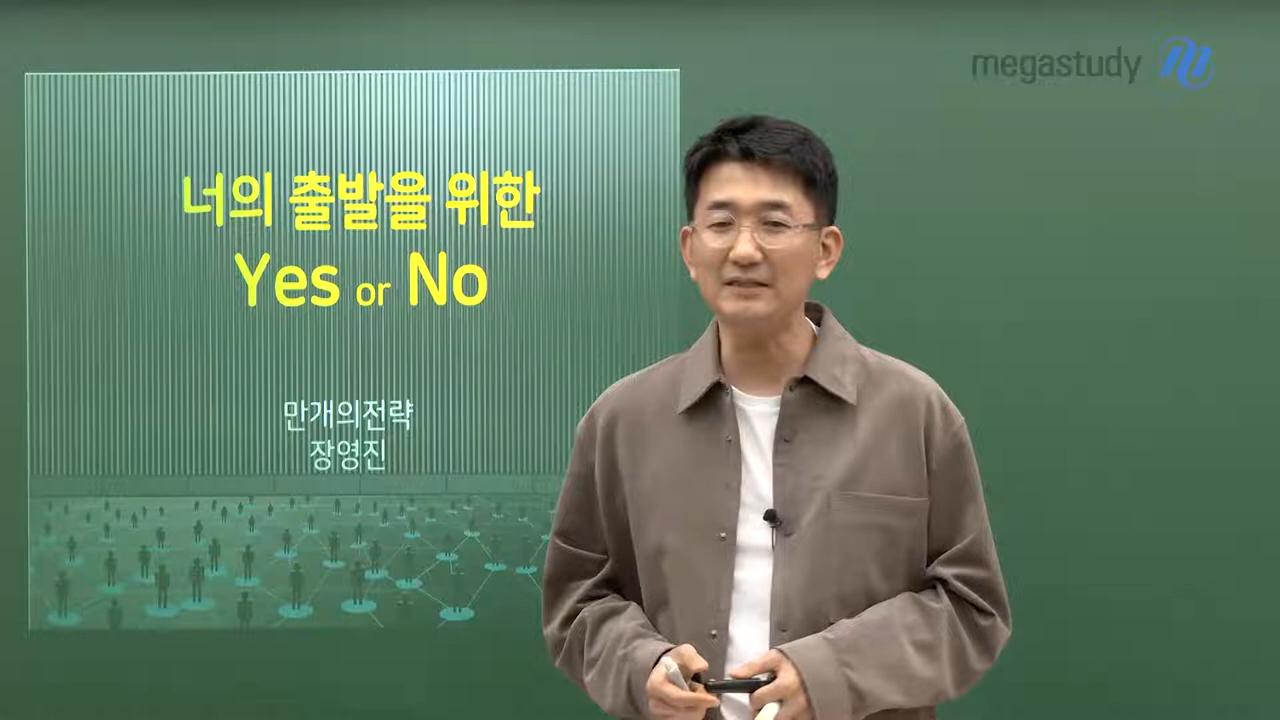 megastudy
너의 출발을 위한
Yes or No
만개의전략
장영진